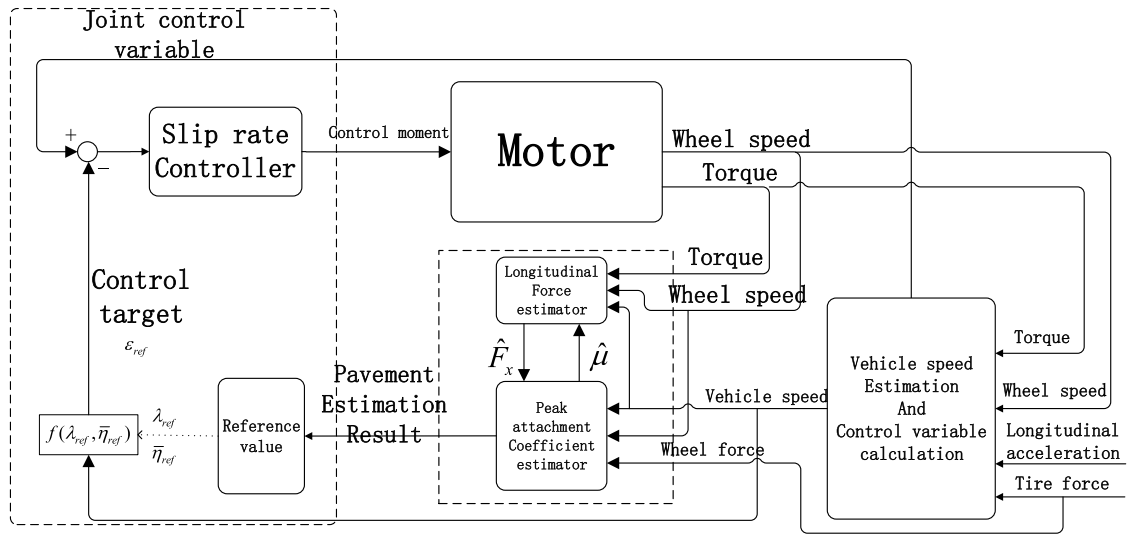 Joint control
variable
+
−
Slip rate
Controller
Control moment
Motor
Wheel speed
Torque
Torque
Wheel speed
Longitudinal
Force
estimator
Control
target
ε_ref
F̂_x
μ̂
Pavement
Estimation
Result
Peak
attachment
Coefficient
estimator
Vehicle speed
Wheel force
Reference
value
λ_ref
η̅_ref
f(λ_ref, η̅_ref)
Vehicle speed
Estimation
And
Control variable
calculation
Torque
Wheel speed
Longitudinal
acceleration
Tire force